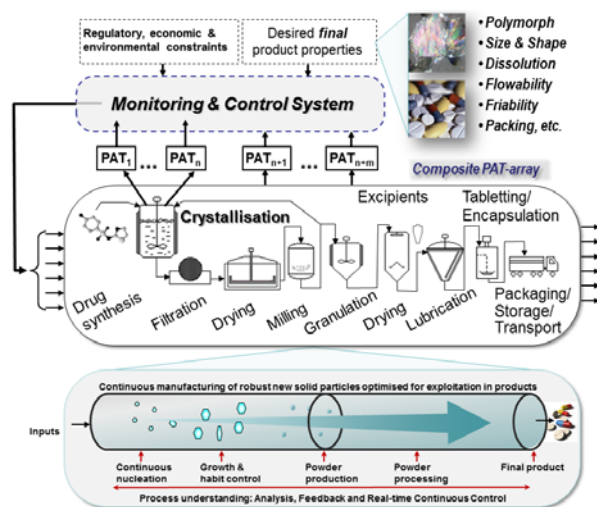 Regulatory, economic &
environmental constraints
Desired final
product properties
• Polymorph
• Size & Shape
• Dissolution
• Flowability
• Friability
• Packing, etc.
Monitoring & Control System
PAT1 ... PATn PATn+1 ... PATn+m
Composite PAT-array
Crystallisation
Excipients
Tabletting/
Encapsulation
Drug
synthesis
Filtration
Drying
Milling
Granulation
Drying
Lubrication
Packaging/
Storage/
Transport
Continuous manufacturing of robust new solid particles optimised for exploitation in products
Inputs
Continuous
nucleation
Growth &
habit control
Powder
production
Powder
processing
Final product
Process understanding: Analysis, Feedback and Real-time Continuous Control